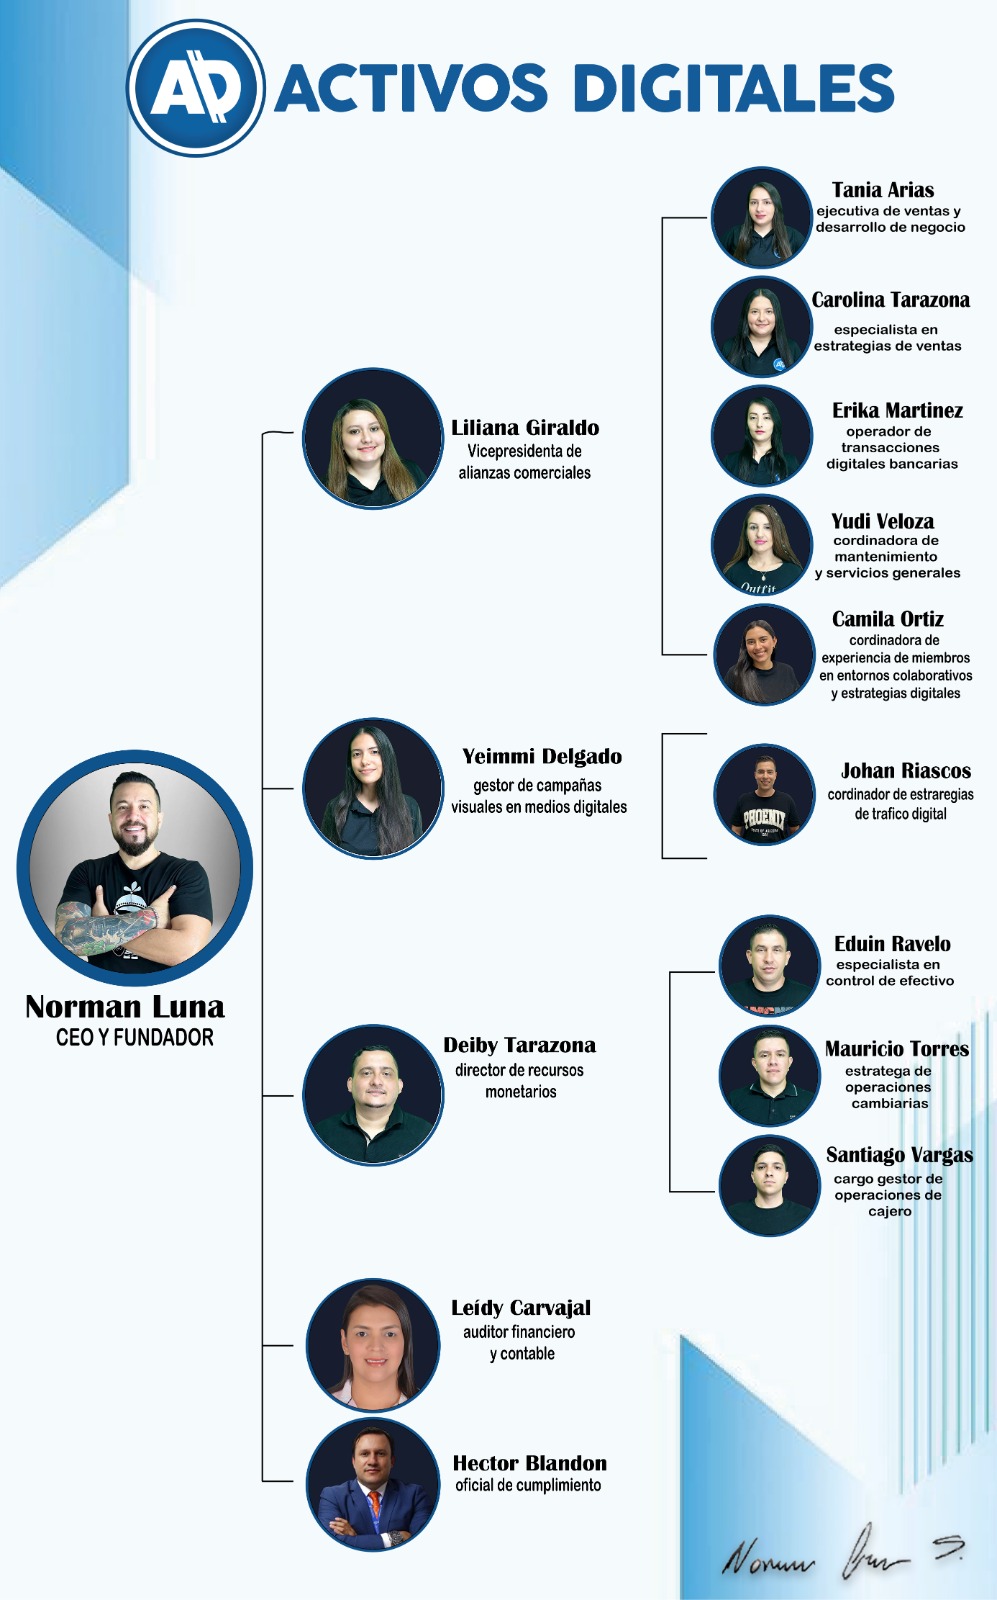 AD ACTIVOS DIGITALES
Tania Arias
ejecutiva de ventas y
desarrollo de negocio
Carolina Tarazona
especialista en
estrategias de ventas
AD
Erika Martinez
operador de
transacciones
digitales bancarias
Liliana Giraldo
Vicepresidenta de
alianzas comerciales
Yudi Veloza
cordinadora de
mantenimiento
y servicios generales
Outfit
Camila Ortiz
cordinadora de
experiencia de miembros
en entornos colaborativos
y estrategias digitales
Yeimmi Delgado
gestor de campañas
visuales en medios digitales
Johan Riascos
cordinador de estraregias
de trafico digital
PHOENIX
Norman Luna
CEO Y FUNDADOR
Eduin Ravelo
especialista en
control de efectivo
Deiby Tarazona
director de recursos
monetarios
Mauricio Torres
estratega de
operaciones
cambiarias
Santiago Vargas
cargo gestor de
operaciones de
cajero
Leídy Carvajal
auditor financiero
y contable
Hector Blandon
oficial de cumplimiento
Norman Luna S.